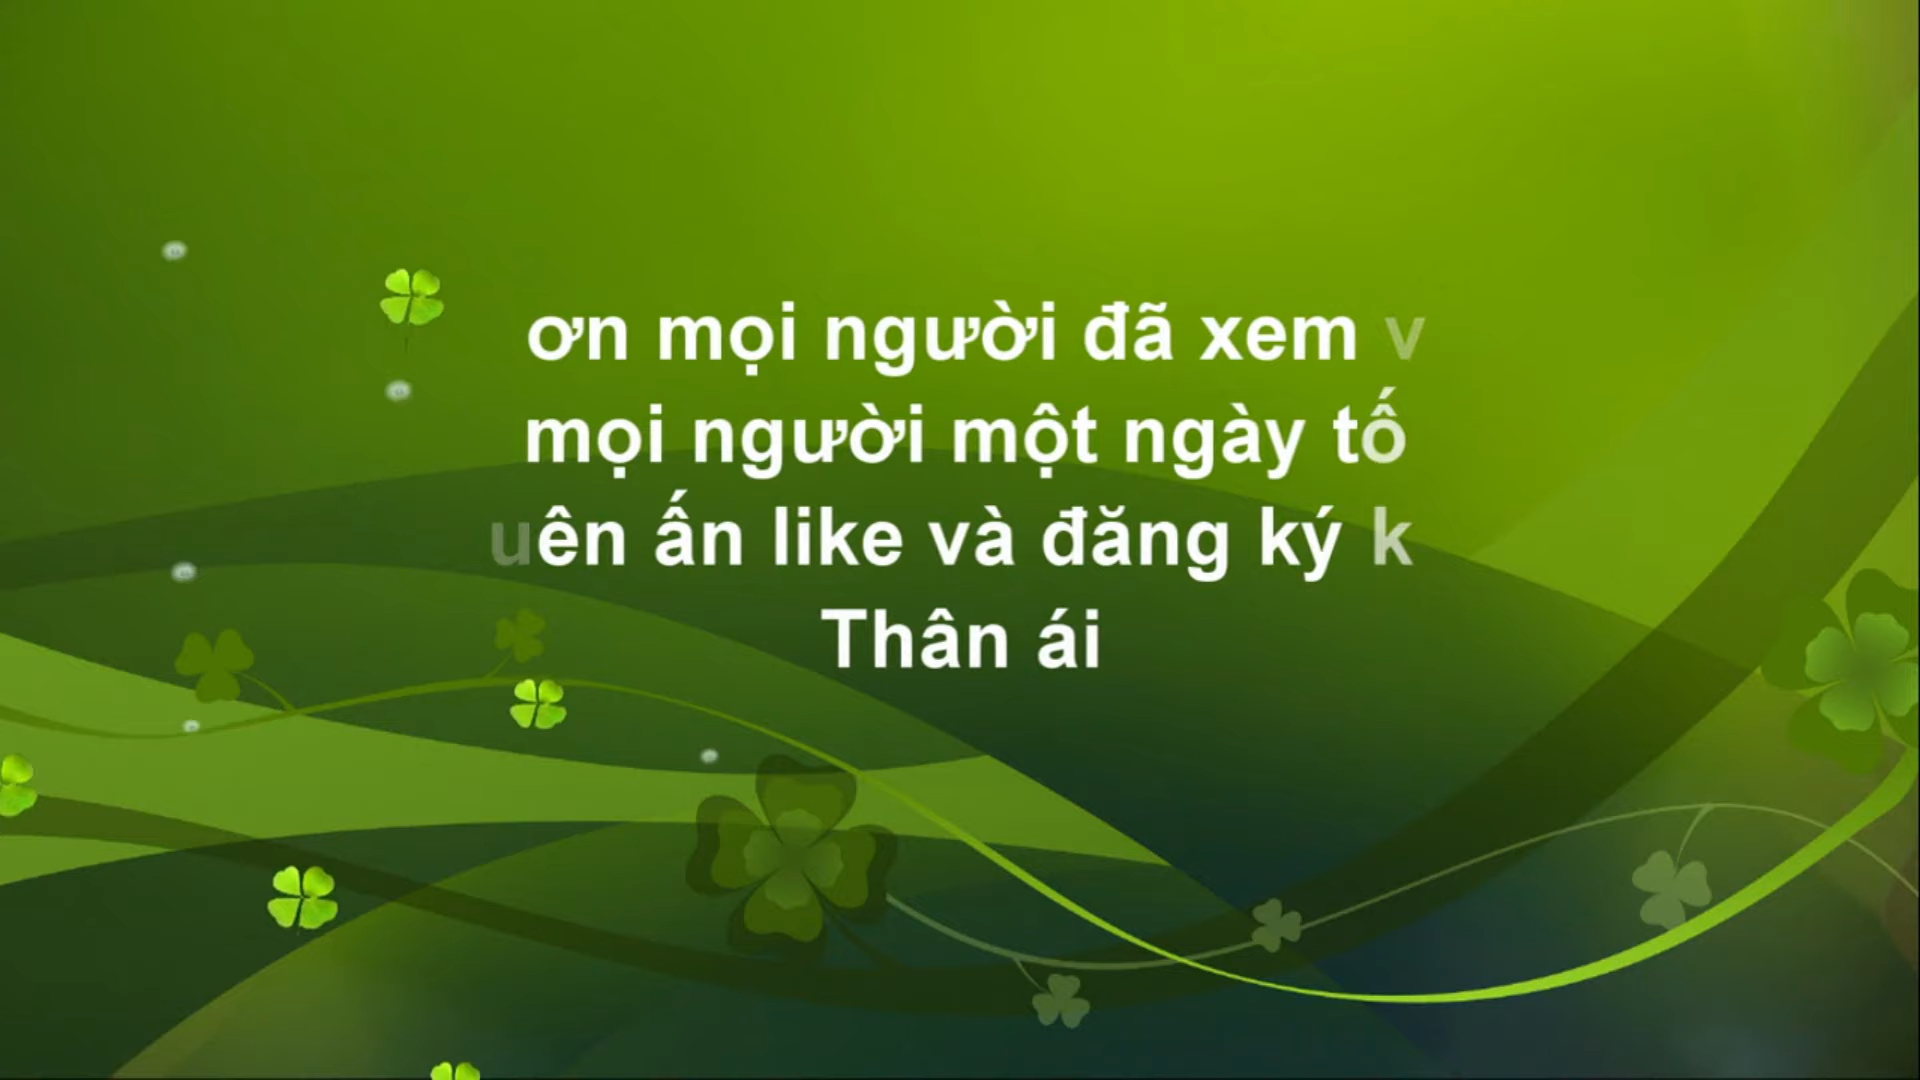 ơn mọi người đã xem v
mọi người một ngày tố
uên ấn like và đăng ký k
Thân ái